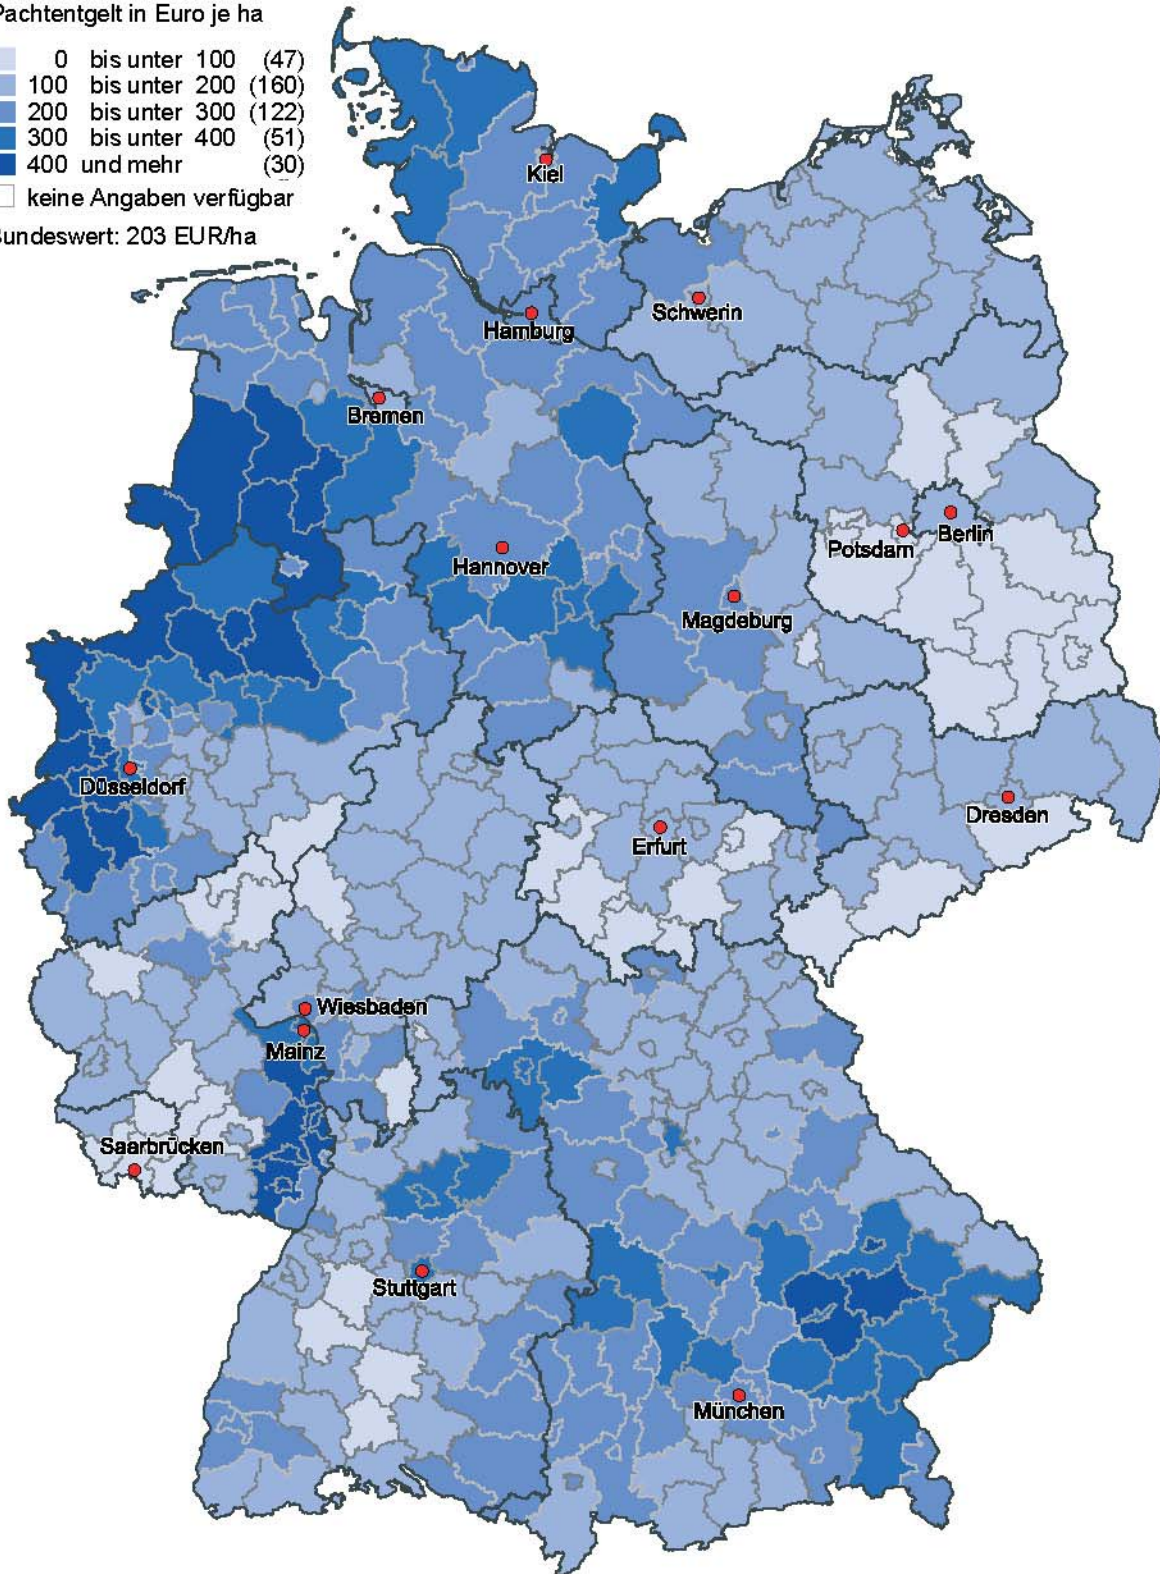 Pachtentgelt in Euro je ha
0 bis unter 100 (47)
100 bis unter 200 (160)
200 bis unter 300 (122)
300 bis unter 400 (51)
400 und mehr (30)
keine Angaben verfügbar
Bundeswert: 203 EUR/ha
Kiel
Schwerin
Hamburg
Bremen
Berlin
Potsdam
Hannover
Magdeburg
Düsseldorf
Dresden
Erfurt
Wiesbaden
Mainz
Saarbrücken
Stuttgart
München